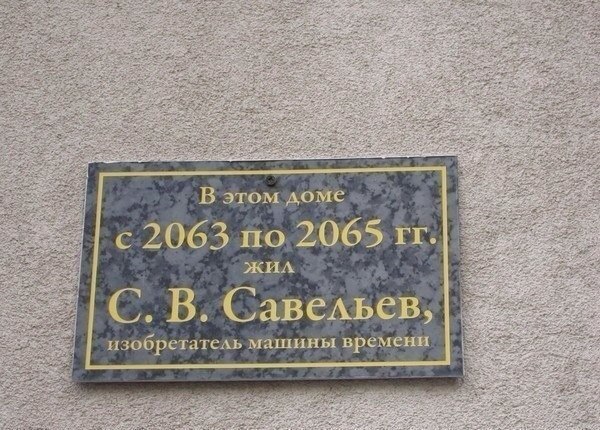 В этом доме
с 2063 по 2065 гг.
жил
С. В. Савельев,
изобретатель машины времени